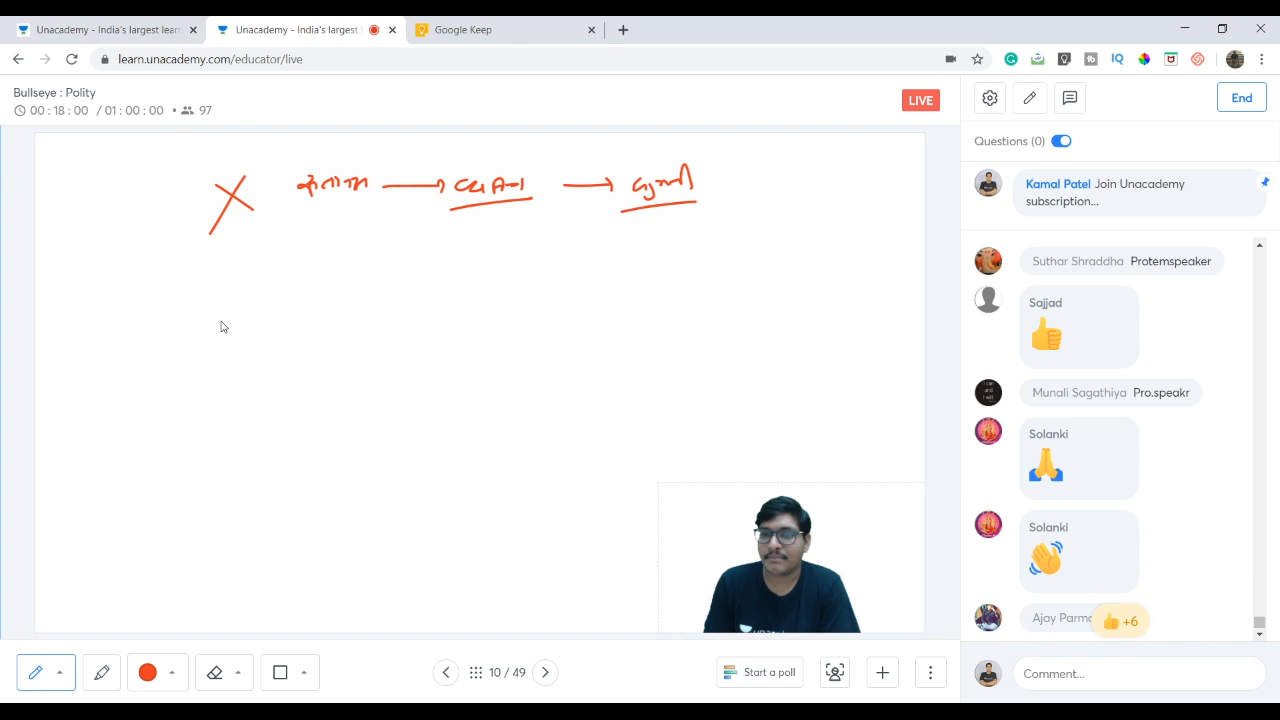 Unacademy - India's largest learn
Unacademy - India's largest
Google Keep
learn.unacademy.com/educator/live
Bullseye : Polity
00 : 18 : 00 / 01 : 00 : 00 • 97
LIVE
End
Questions (0)
Kamal Patel Join Unacademy
subscription...
Suthar Shraddha Protemspeaker
Sajjad
Munali Sagathiya Pro.speakr
Solanki
Solanki
Ajay Parma
+6
10 / 49
Start a poll
Comment...